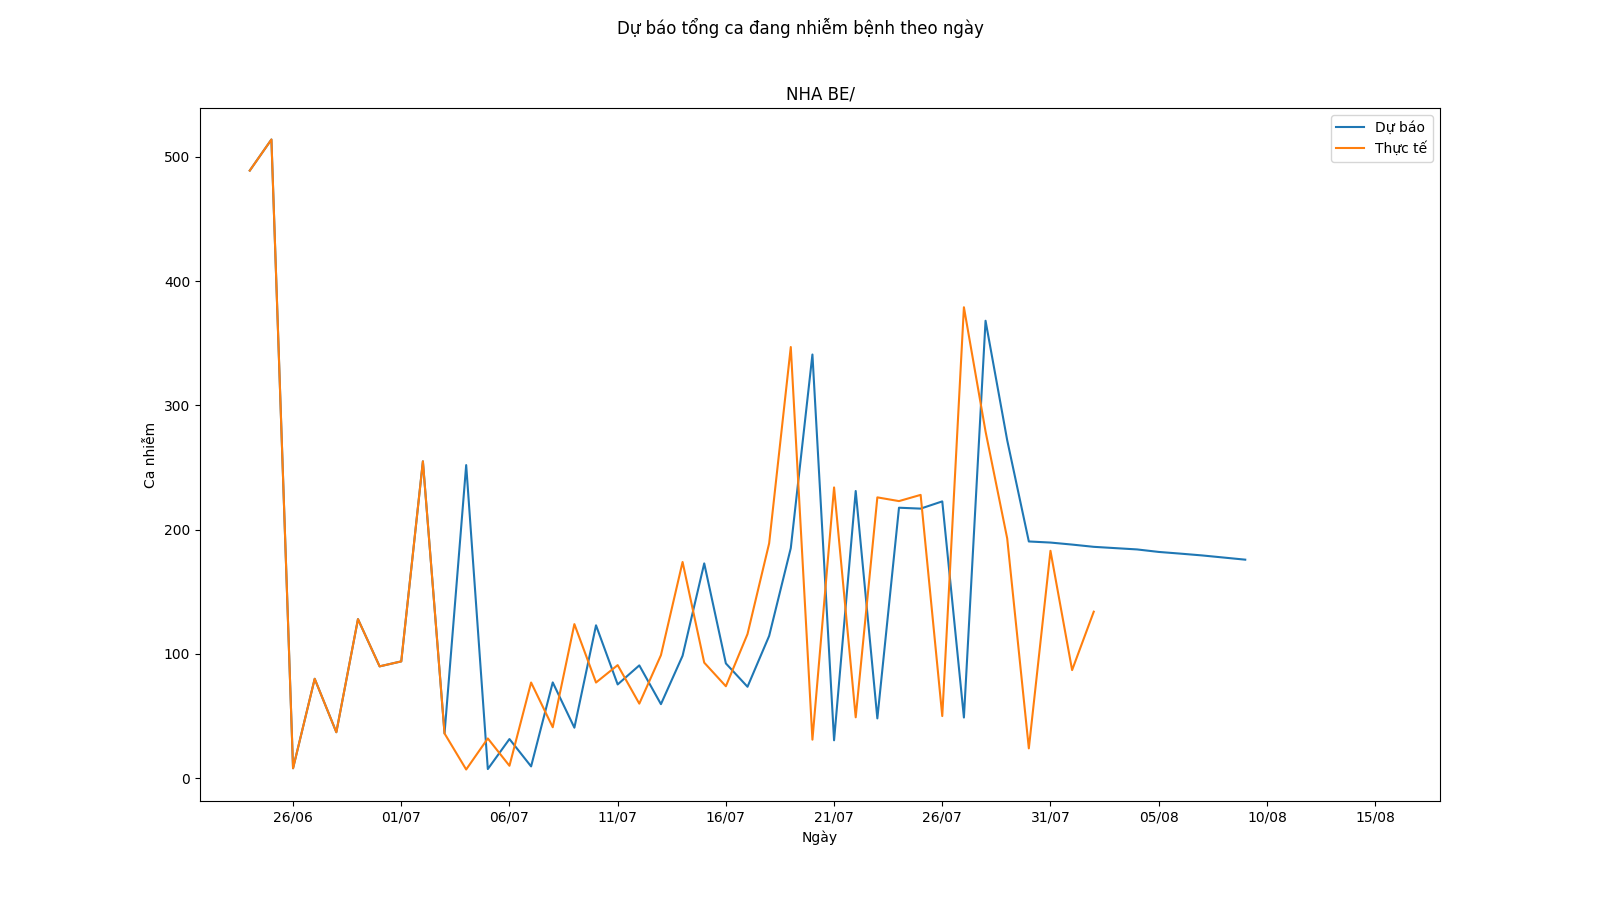 Dự báo tổng ca đang nhiễm bệnh theo ngày
NHA BE/
Dự báo
Thực tế
500
400
300
200
100
0
Ca nhiễm
26/06 01/07 06/07 11/07 16/07 21/07 26/07 31/07 05/08 10/08 15/08
Ngày